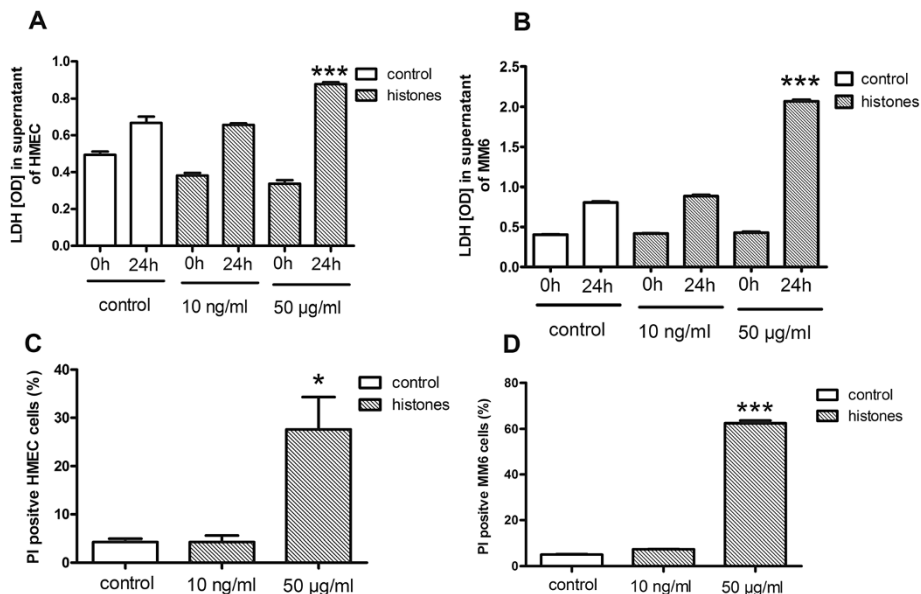 A
LDH [OD] in supernatant
of HMEC
1.0
0.8
0.6
0.4
0.2
0.0
***
control
histones
0h 24h 0h 24h 0h 24h
control 10 ng/ml 50 µg/ml
B
LDH [OD] in supernatant
of MM6
2.5
2.0
1.5
1.0
0.5
0.0
***
control
histones
0h 24h 0h 24h 0h 24h
control 10 ng/ml 50 µg/ml
C
PI positve HMEC cells (%)
40
30
20
10
0
*
control
histones
control 10 ng/ml 50 µg/ml
D
PI positve MM6 cells (%)
80
60
40
20
0
***
control
histones
control 10 ng/ml 50 µg/ml